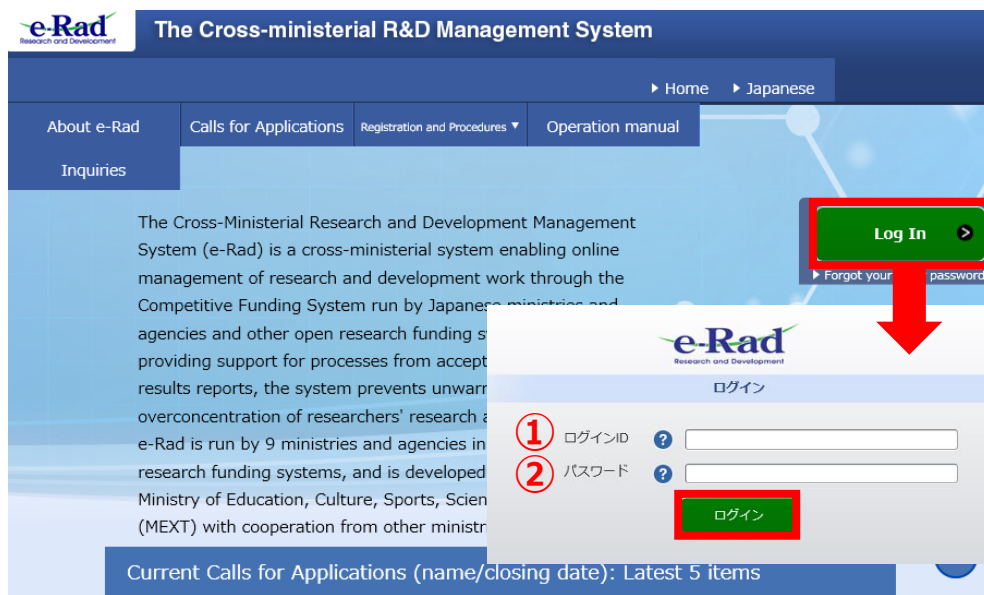 e-Rad
Research and Development
The Cross-ministerial R&D Management System
Home Japanese
About e-Rad Calls for Applications Registration and Procedures Operation manual
Inquiries
The Cross-Ministerial Research and Development Management
System (e-Rad) is a cross-ministerial system enabling online
management of research and development work through the
Competitive Funding System run by Japanese ministries and
agencies and other open research funding s
providing support for processes from accept
results reports, the system prevents unwarr
overconcentration of researchers' research a
e-Rad is run by 9 ministries and agencies in
research funding systems, and is developed
Ministry of Education, Culture, Sports, Scien
(MEXT) with cooperation from other ministr
Log In
Forgot your password
e-Rad
Research and Development
ログイン
① ログインID ?
② パスワード ?
ログイン
Current Calls for Applications (name/closing date): Latest 5 items